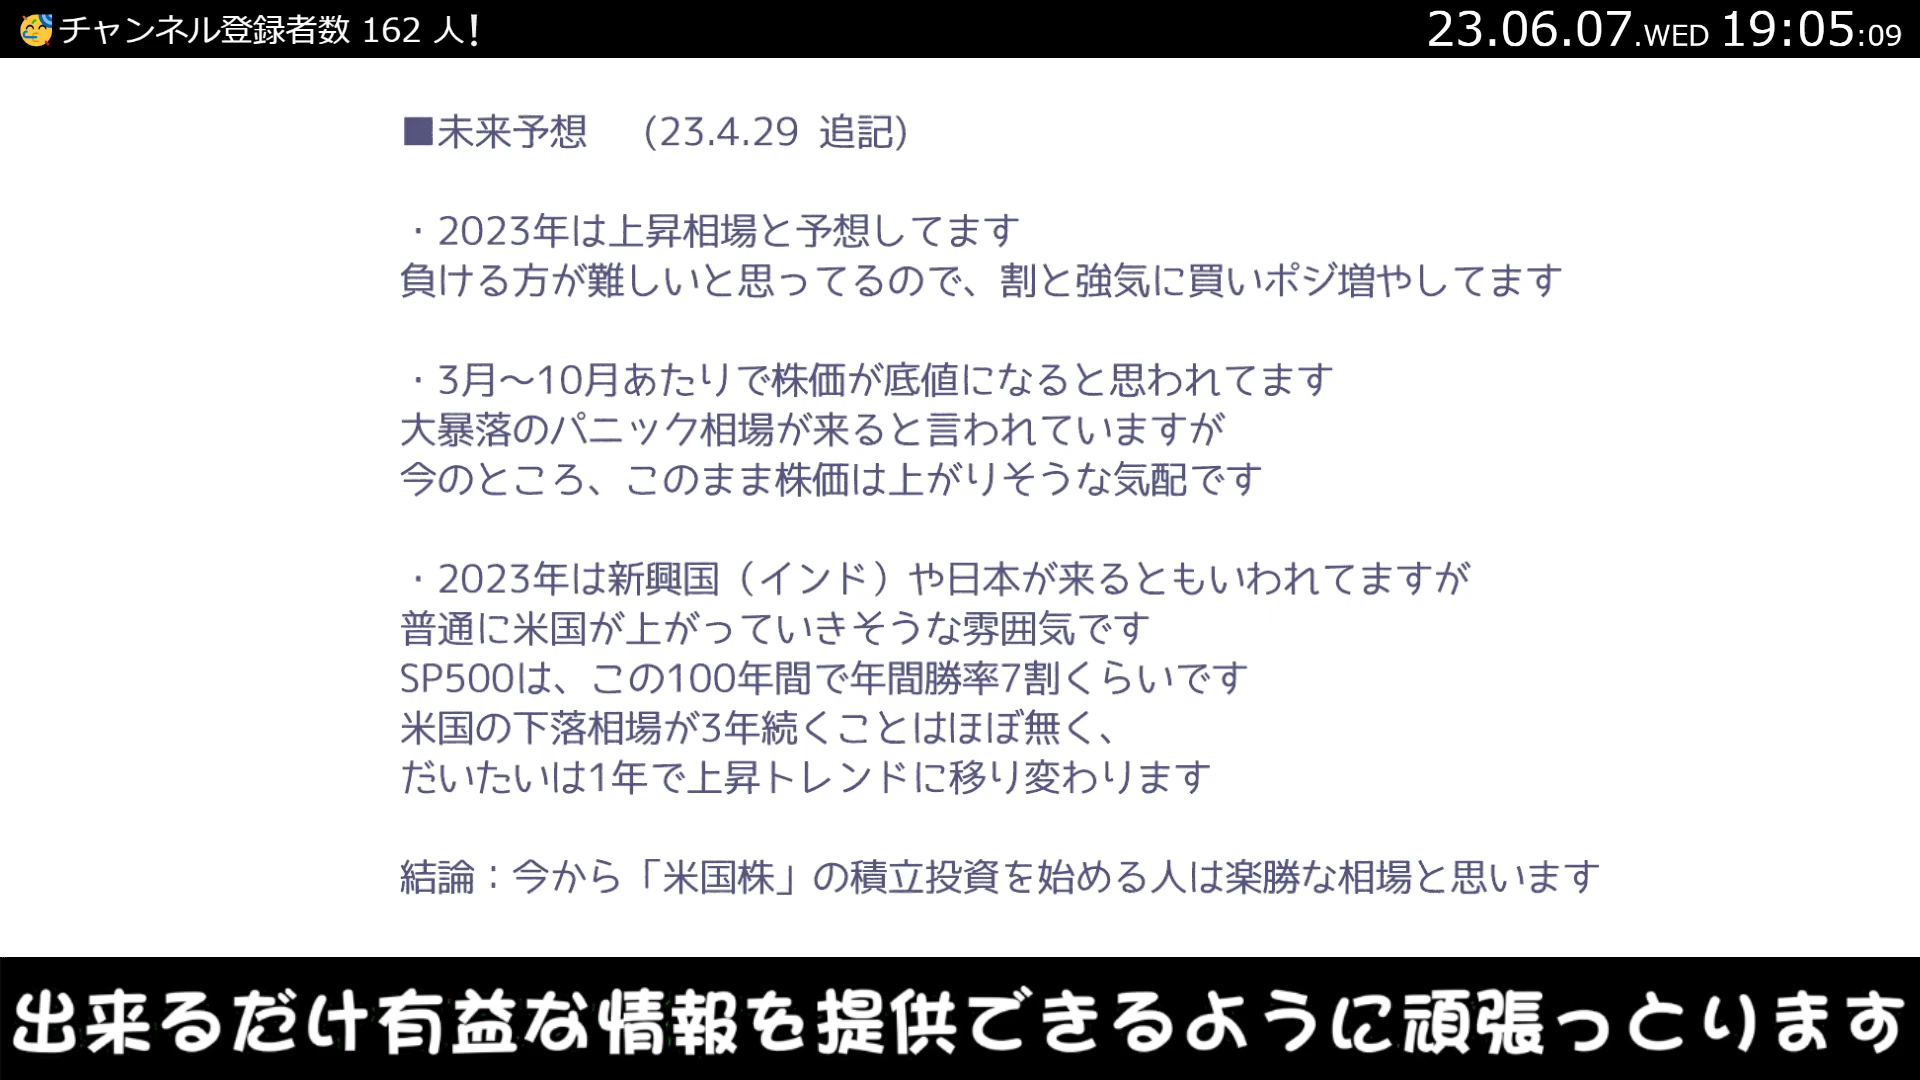 🥳チャンネル登録者数 162 人!
23.06.07.WED 19:05:09
■未来予想　(23.4.29 追記)
・2023年は上昇相場と予想してます
負ける方が難しいと思ってるので、割と強気に買いポジ増やしてます
・3月〜10月あたりで株価が底値になると思われてます
大暴落のパニック相場が来ると言われていますが
今のところ、このまま株価は上がりそうな気配です
・2023年は新興国（インド）や日本が来るともいわれてますが
普通に米国が上がっていきそうな雰囲気です
SP500は、この100年間で年間勝率7割くらいです
米国の下落相場が3年続くことはほぼ無く、
だいたいは1年で上昇トレンドに移り変わります
結論：今から「米国株」の積立投資を始める人は楽勝な相場と思います
出来るだけ有益な情報を提供できるように頑張っとります